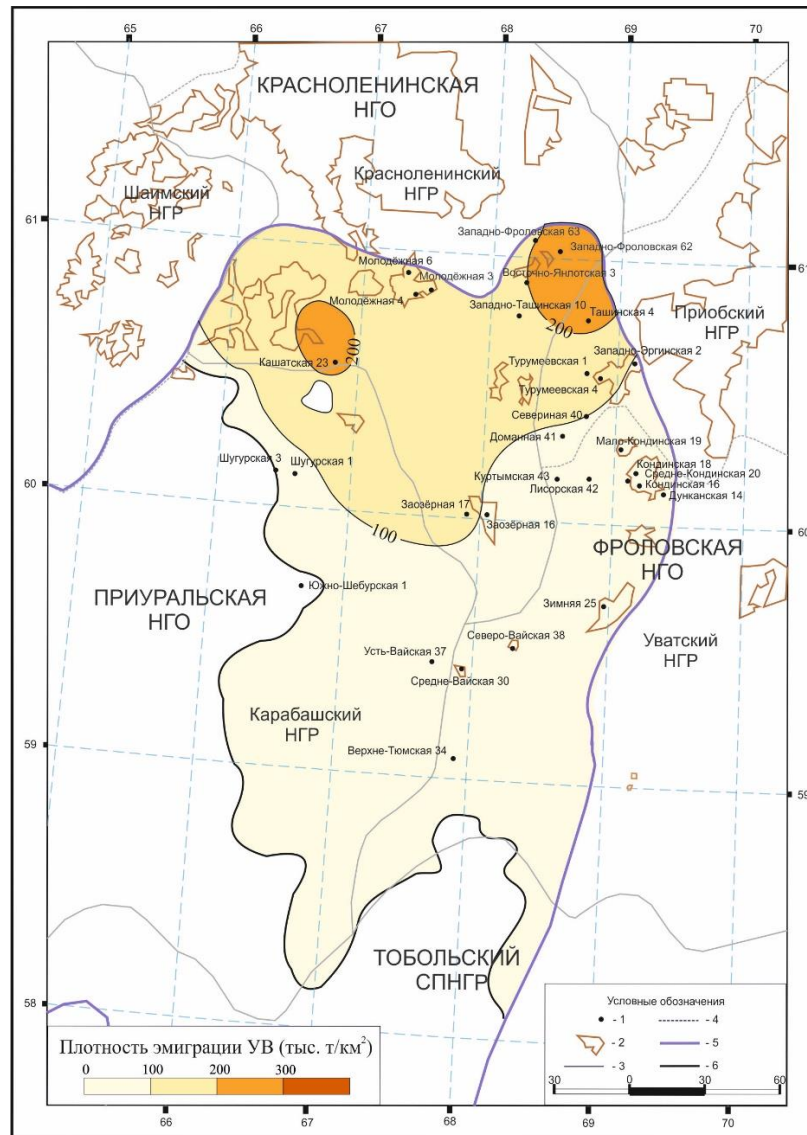 65
66
67
68
69
70
КРАСНОЛЕНИНСКАЯ
НГО
Красноленинский
НГР
Шаимский
НГР
61
61
Западно-Фроловская 63
Западно-Фроловская 62
Молодёжная 6
Молодёжная 3
Восточно-Янлотская 3
Молодёжная 4
Западно-Ташинская 10
Ташинская 4
Приобский
НГР
200
200
Западно-Эргинская 2
Кашатская 23
Турумеевская 1
Турумеевская 4
Севериная 40
Доманная 41
Мало-Кондинская 19
Шугурская 3
Шугурская 1
Кондинская 18
Средне-Кондинская 20
Куртымская 43
Кондинская 16
Лисорская 42
Дунканская 14
60
Заозёрная 17
Заозёрная 16
100
60
ФРОЛОВСКАЯ
НГО
ПРИУРАЛЬСКАЯ
НГО
Южно-Шебурская 1
Зимняя 25
Северо-Вайская 38
Усть-Вайская 37
Средне-Вайская 30
Уватский
НГР
Карабашский
НГР
Верхне-Тюмская 34
59
59
ТОБОЛЬСКИЙ
СПНГР
58
Условные обозначения
- 1
- 4
- 2
- 5
- 3
- 6
30
0
30
60
Плотность эмиграции УВ (тыс. т/км²)
0
100
200
300
66
67
68
69
70